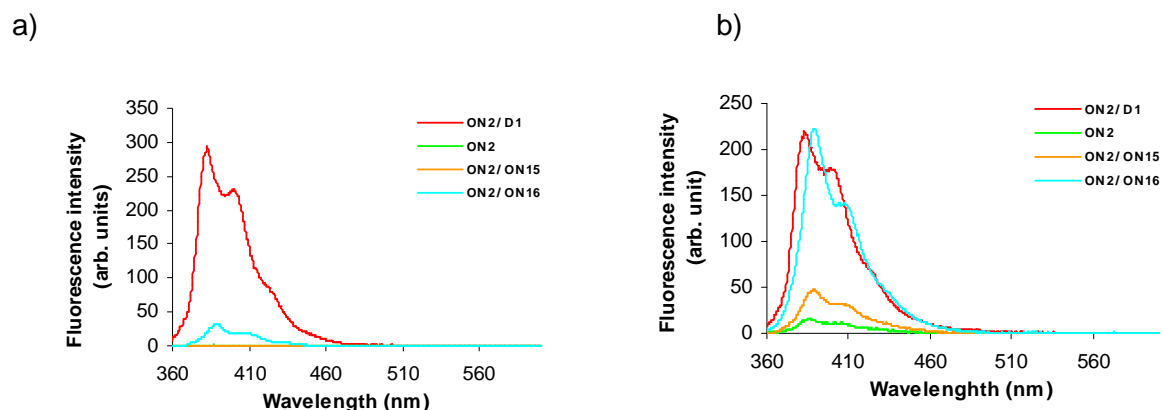 a)
Fluorescence intensity
(arb. units)
350
300
250
200
150
100
50
0
360 410 460 510 560
Wavelength (nm)
ON2/ D1
ON2
ON2/ ON15
ON2/ ON16
b)
Fluorescence intensity
(arb. unit)
250
200
150
100
50
0
360 410 460 510 560
Wavelenghth (nm)
ON2/ D1
ON2
ON2/ ON15
ON2/ ON16